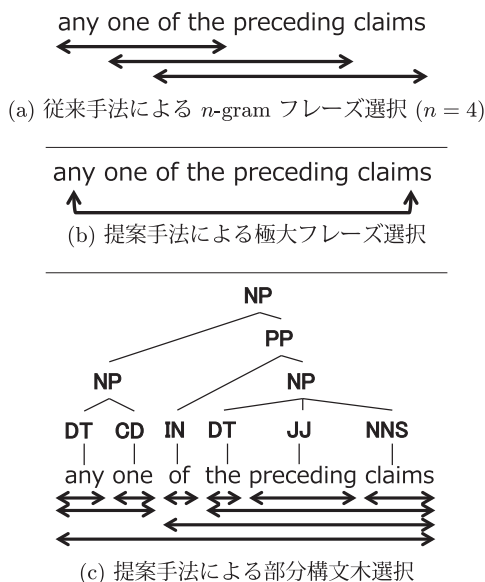 any one of the preceding claims
(a) 従来手法による n-gram フレーズ選択 (n = 4)
any one of the preceding claims
(b) 提案手法による極大フレーズ選択
NP
PP
NP NP
DT CD IN DT JJ NNS
any one of the preceding claims
(c) 提案手法による部分構文木選択